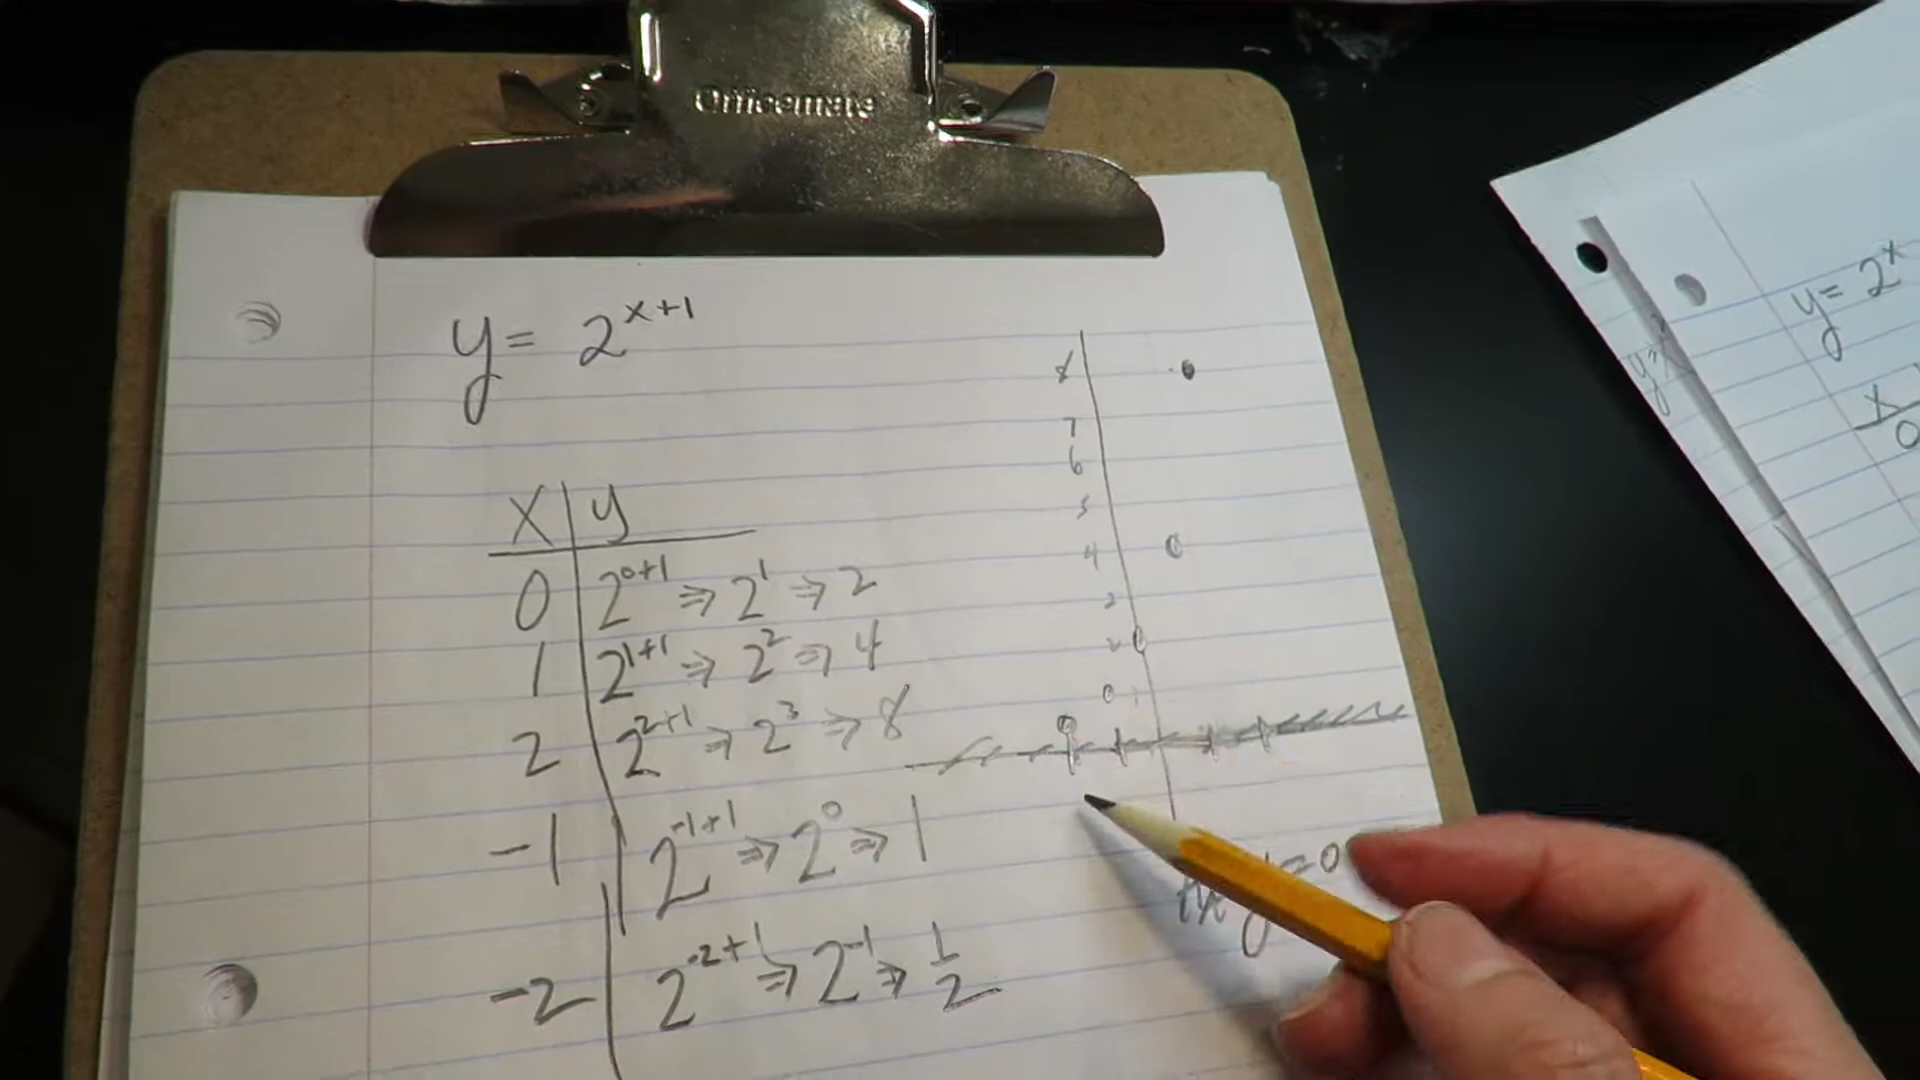 Officemate
y = 2^{x+1}
x | y
0 | 2^{0+1} ⇒ 2^1 ⇒ 2
1 | 2^{1+1} ⇒ 2^2 ⇒ 4
2 | 2^{2+1} ⇒ 2^3 ⇒ 8
-1 | 2^{-1+1} ⇒ 2^0 ⇒ 1
-2 | 2^{-2+1} ⇒ 2^{-1} ⇒ 1/2
8
7
6
5
4
y=0
y = 2^x
x
0